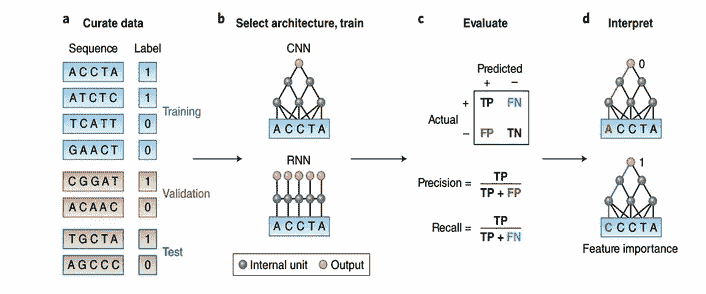 a Curate data
Sequence Label
ACCTA 1
ATCTC 1
TCATT 0
GAACT 0
Training
CGGAT 1
ACAAC 0
Validation
TGCTA 1
AGCCC 0
Test
b Select architecture, train
CNN
ACCTA
RNN
ACCTA
Internal unit Output
c Evaluate
Predicted
+ −
Actual
+ TP FN
− FP TN
Precision = TP
TP + FP
Recall = TP
TP + FN
d Interpret
0
ACCTA
1
CCCTA
Feature importance